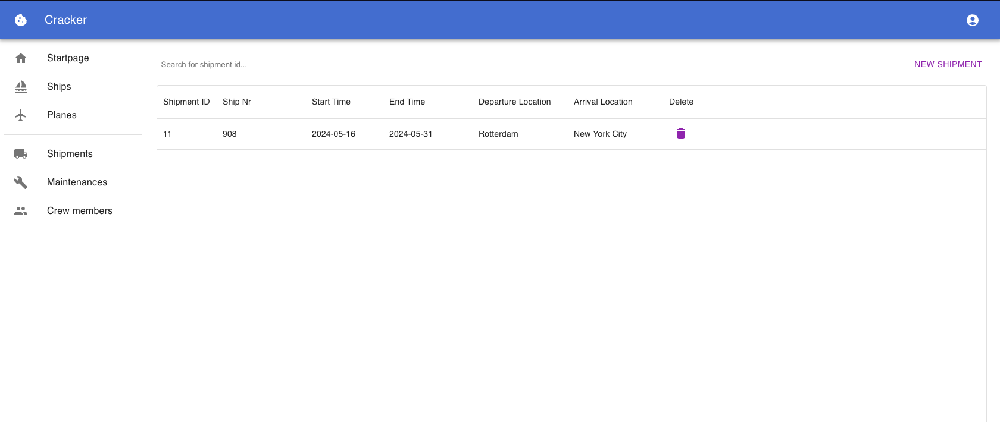 Cracker
Startpage
Ships
Planes
Shipments
Maintenances
Crew members
Search for shipment id...
NEW SHIPMENT
Shipment ID Ship Nr Start Time End Time Departure Location Arrival Location Delete
11 908 2024-05-16 2024-05-31 Rotterdam New York City